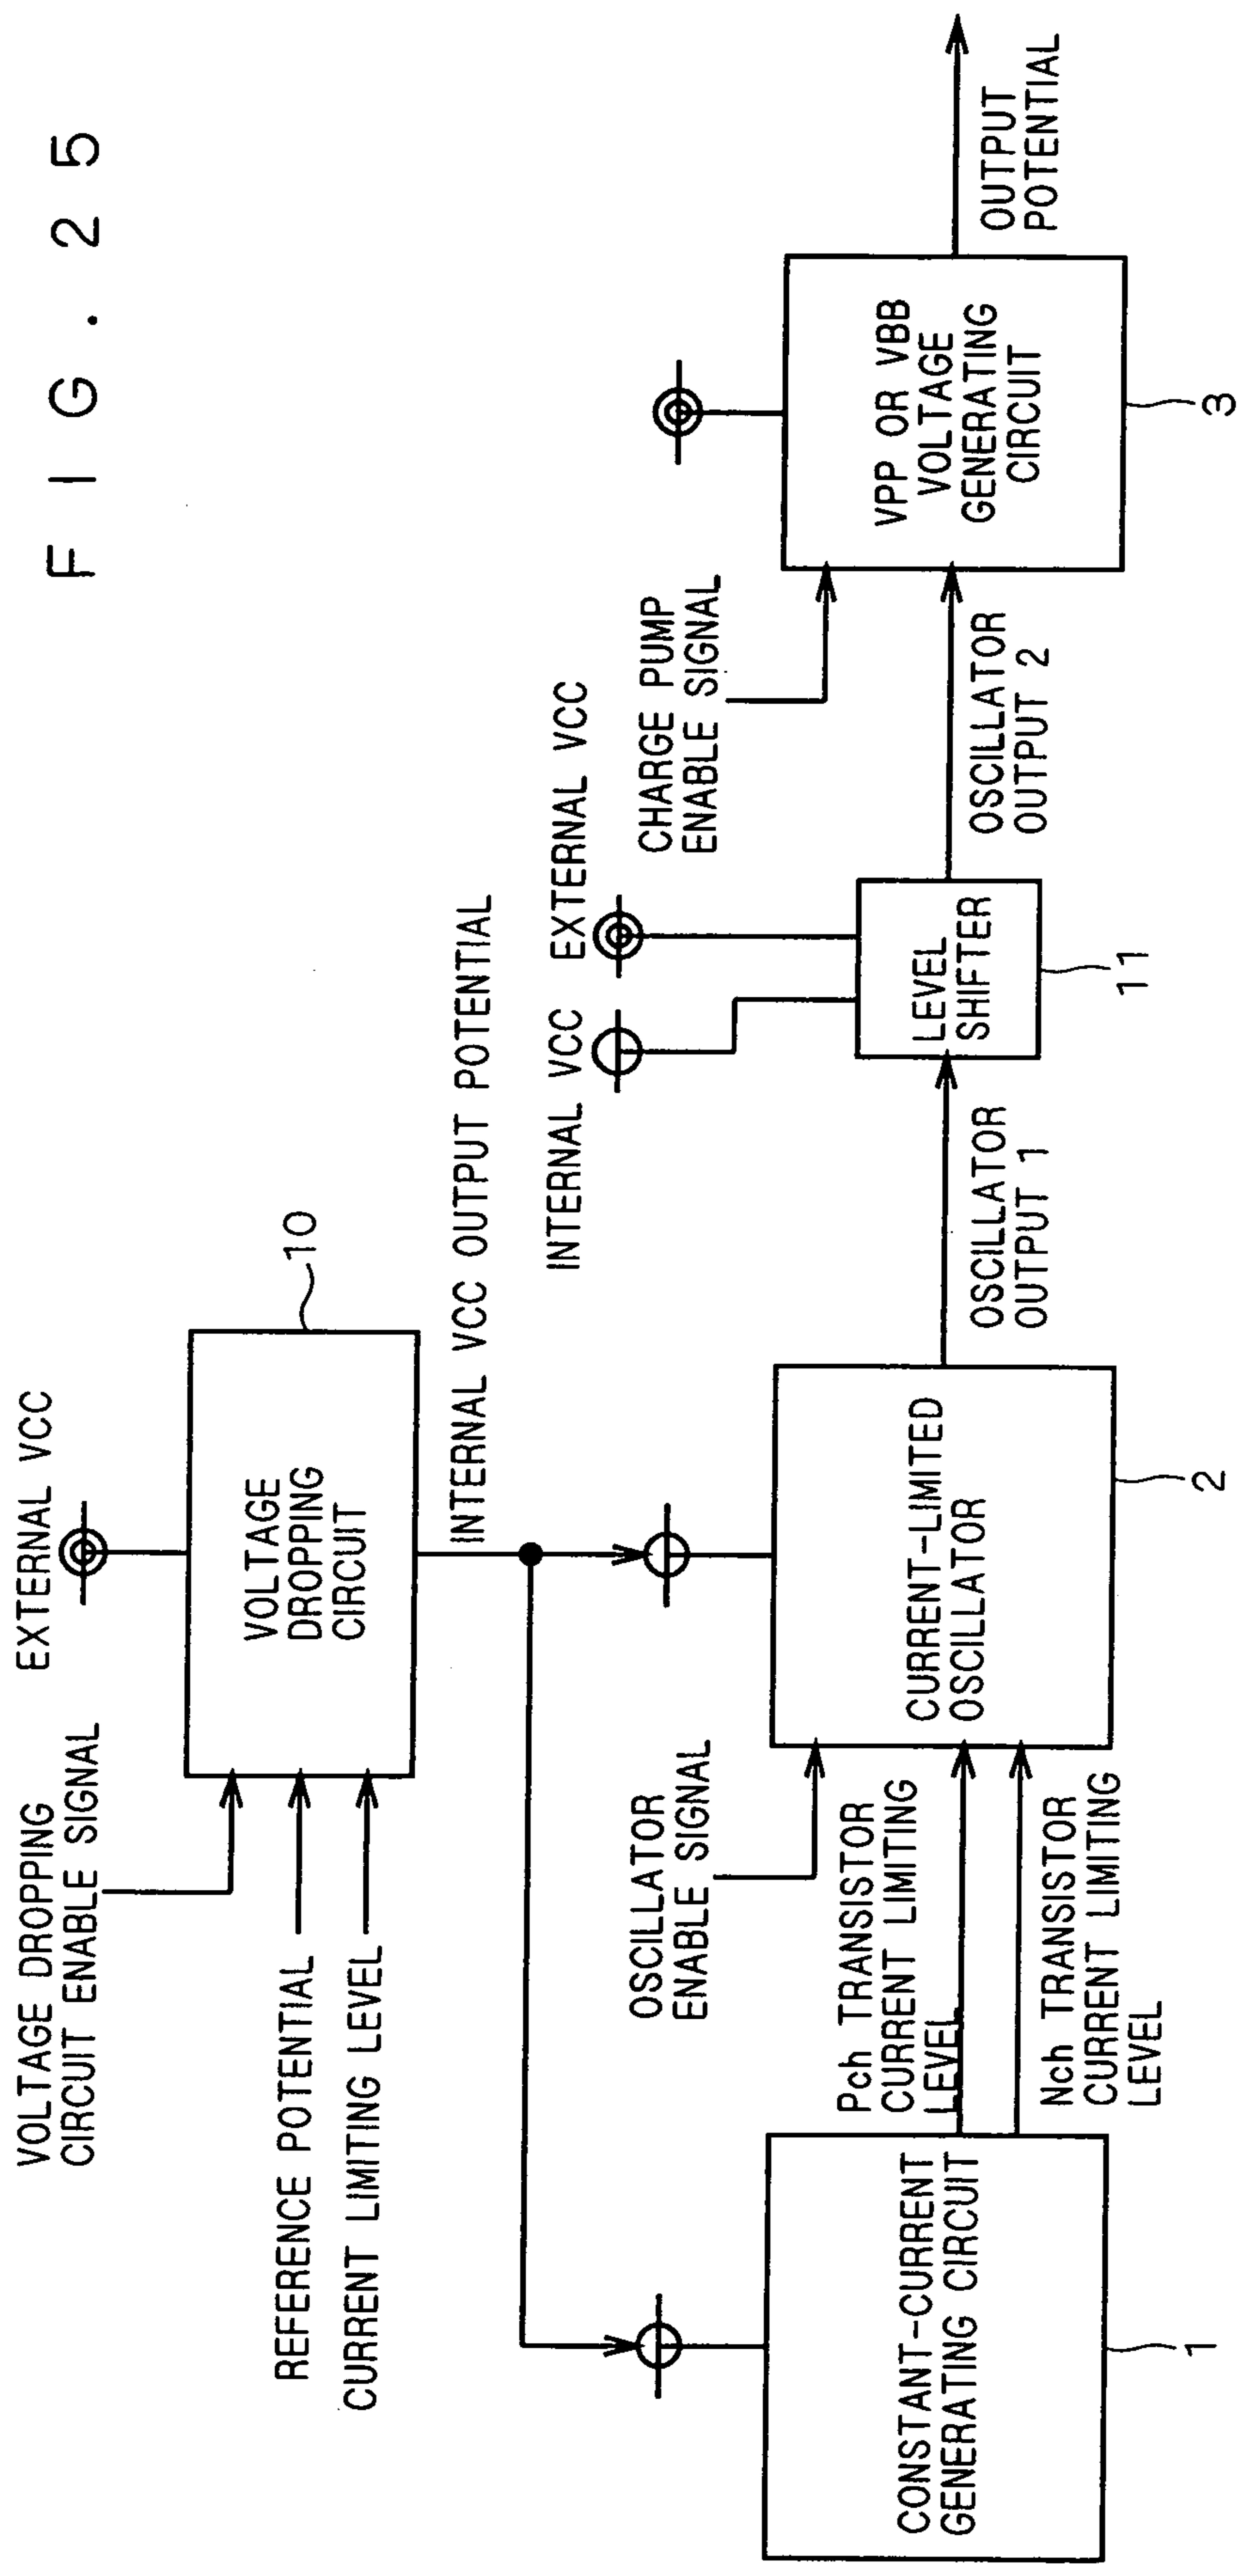 FIG. 25
VOLTAGE DROPPING
CIRCUIT ENABLE SIGNAL
EXTERNAL VCC
REFERENCE POTENTIAL
CURRENT LIMITING LEVEL
VOLTAGE
DROPPING
CIRCUIT
10
INTERNAL VCC OUTPUT POTENTIAL
INTERNAL VCC
EXTERNAL VCC
OSCILLATOR
ENABLE SIGNAL
CHARGE PUMP
ENABLE SIGNAL
CONSTANT-CURRENT
GENERATING CIRCUIT
1
Pch TRANSISTOR
CURRENT LIMITING
LEVEL
Nch TRANSISTOR
CURRENT LIMITING
LEVEL
CURRENT-LIMITED
OSCILLATOR
2
OSCILLATOR
OUTPUT 1
LEVEL
SHIFTER
11
OSCILLATOR
OUTPUT 2
VPP OR VBB
VOLTAGE
GENERATING
CIRCUIT
3
OUTPUT
POTENTIAL